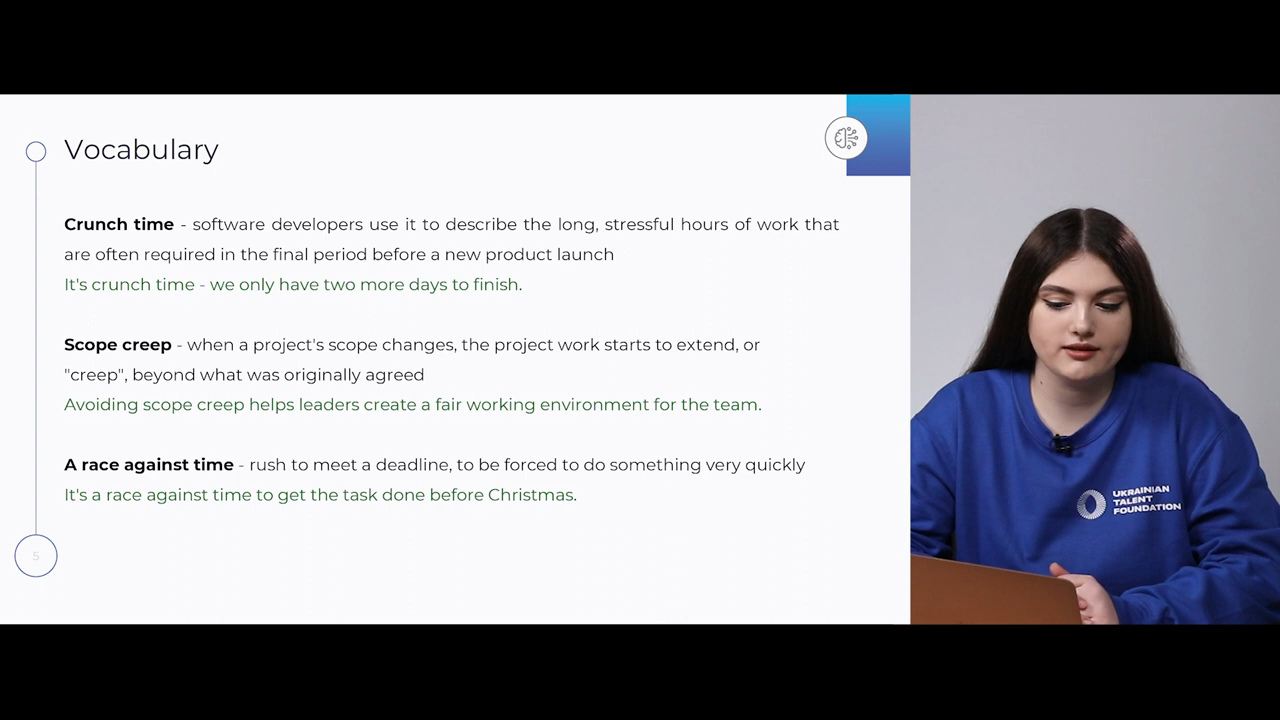 Vocabulary
Crunch time - software developers use it to describe the long, stressful hours of work that
are often required in the final period before a new product launch
It's crunch time - we only have two more days to finish.
Scope creep - when a project's scope changes, the project work starts to extend, or
"creep", beyond what was originally agreed
Avoiding scope creep helps leaders create a fair working environment for the team.
A race against time - rush to meet a deadline, to be forced to do something very quickly
It's a race against time to get the task done before Christmas.
5
UKRAINIAN
TALENT
FOUNDATION